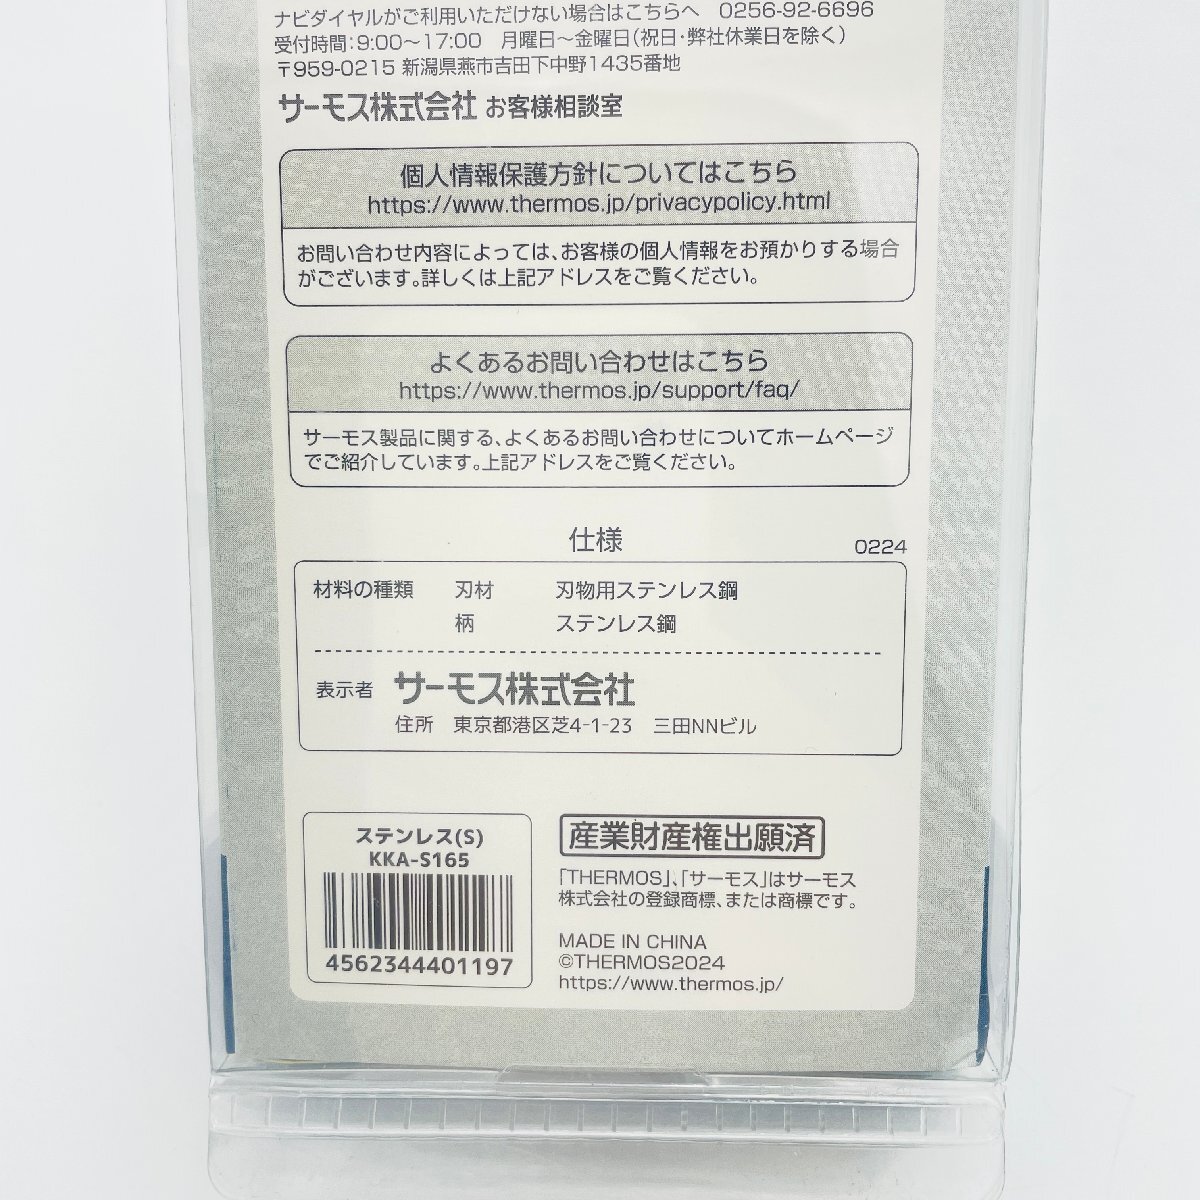 ナビダイヤルがご利用いただけない場合はこちらへ 0256-92-6696
受付時間:9:00～17:00 月曜日～金曜日(祝日・弊社休業日を除く)
〒959-0215 新潟県燕市吉田下中野1435番地
サーモス株式会社 お客様相談室
個人情報保護方針についてはこちら
https://www.thermos.jp/privacypolicy.html
お問い合わせ内容によっては、お客様の個人情報をお預かりする場合
がございます。詳しくは上記アドレスをご覧ください。
よくあるお問い合わせはこちら
https://www.thermos.jp/support/faq/
サーモス製品に関する、よくあるお問い合わせについてホームページ
でご紹介しています。上記アドレスをご覧ください。
仕様
0224
材料の種類 刃材 刃物用ステンレス鋼
柄 ステンレス鋼
表示者 サーモス株式会社
住所 東京都港区芝4-1-23 三田NNビル
ステンレス(S)
KKA-S165
4562344401197
産業財産権出願済
「THERMOS」、「サーモス」はサーモス
株式会社の登録商標、または商標です。
MADE IN CHINA
©THERMOS2024
https://www.thermos.jp/